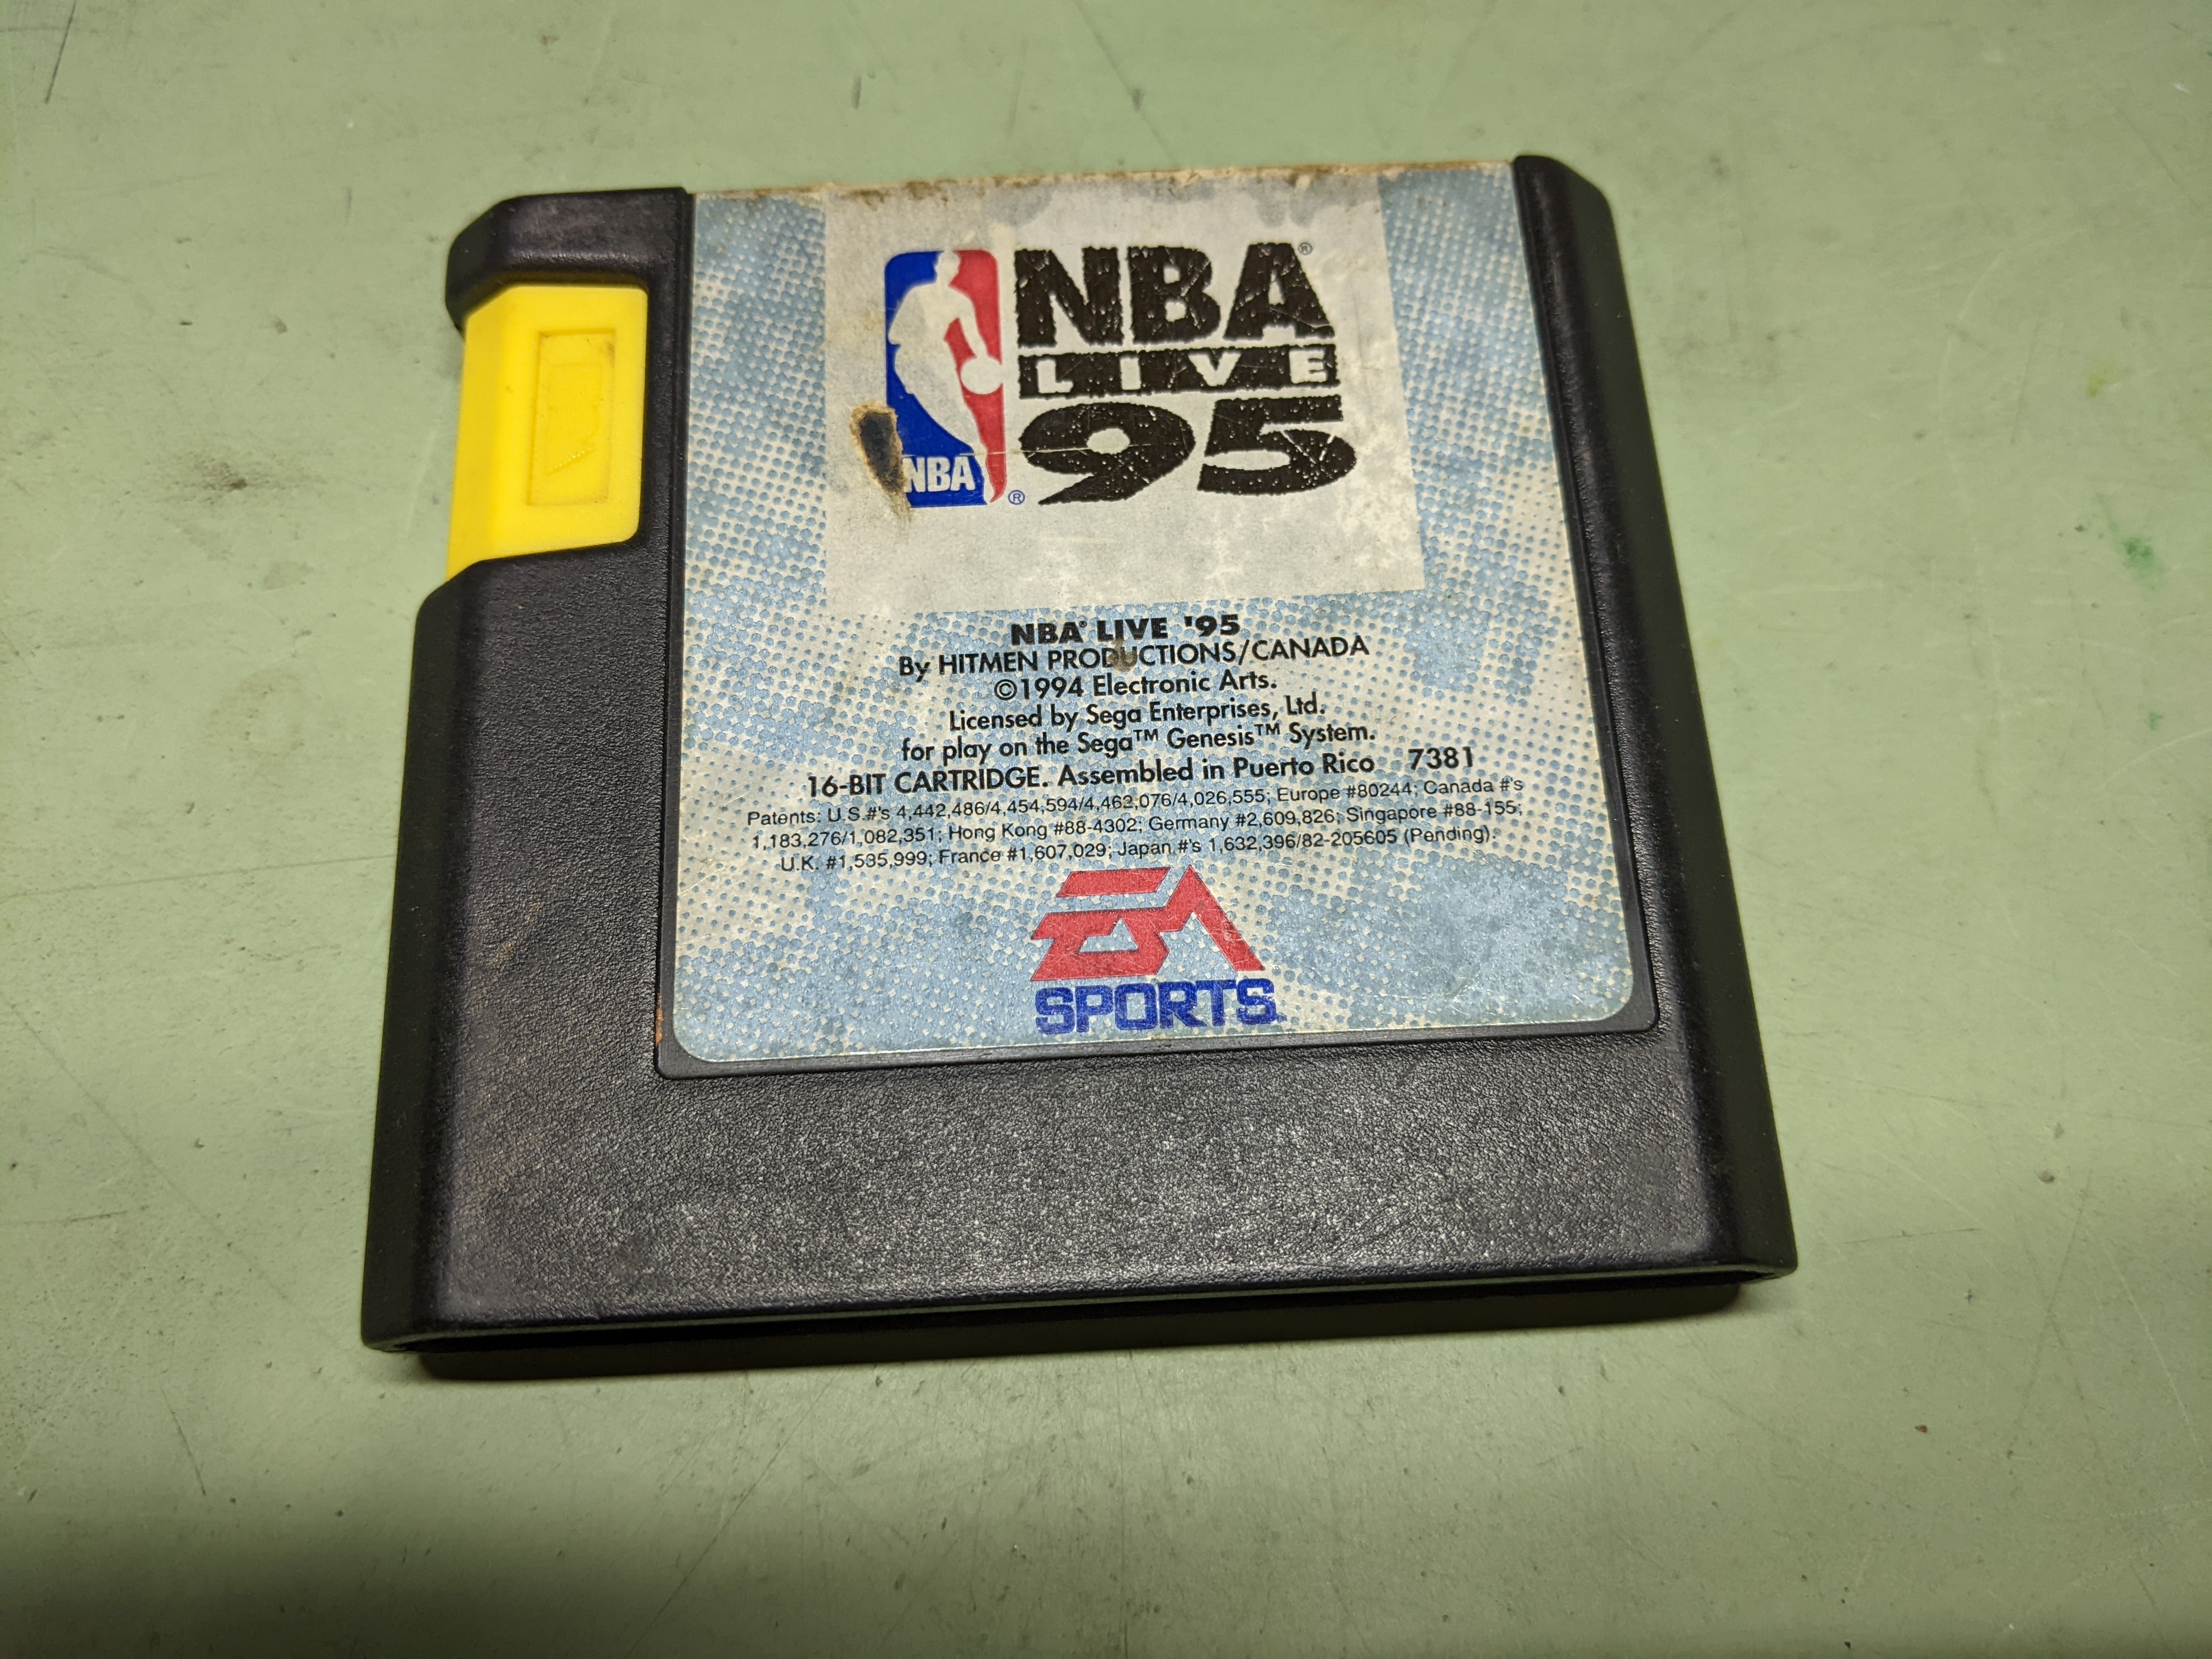 NBA®
LIVE
95
NBA®
NBA® LIVE '95
By HITMEN PRODUCTIONS/CANADA
©1994 Electronic Arts.
Licensed by Sega Enterprises, Ltd.
for play on the Sega™ Genesis™ System.
16-BIT CARTRIDGE. Assembled in Puerto Rico 7381
Patents: U.S.#'s 4,442,486/4,454,594/4,462,076/4,026,555; Europe #80244; Canada #'s
1,183,276/1,082,351; Hong Kong #88-4302; Germany #2,609,826; Singapore #88-155;
U.K. #1,535,999; France #1,607,029; Japan #'s 1,632,396/82-205605 (Pending).
EA
SPORTS